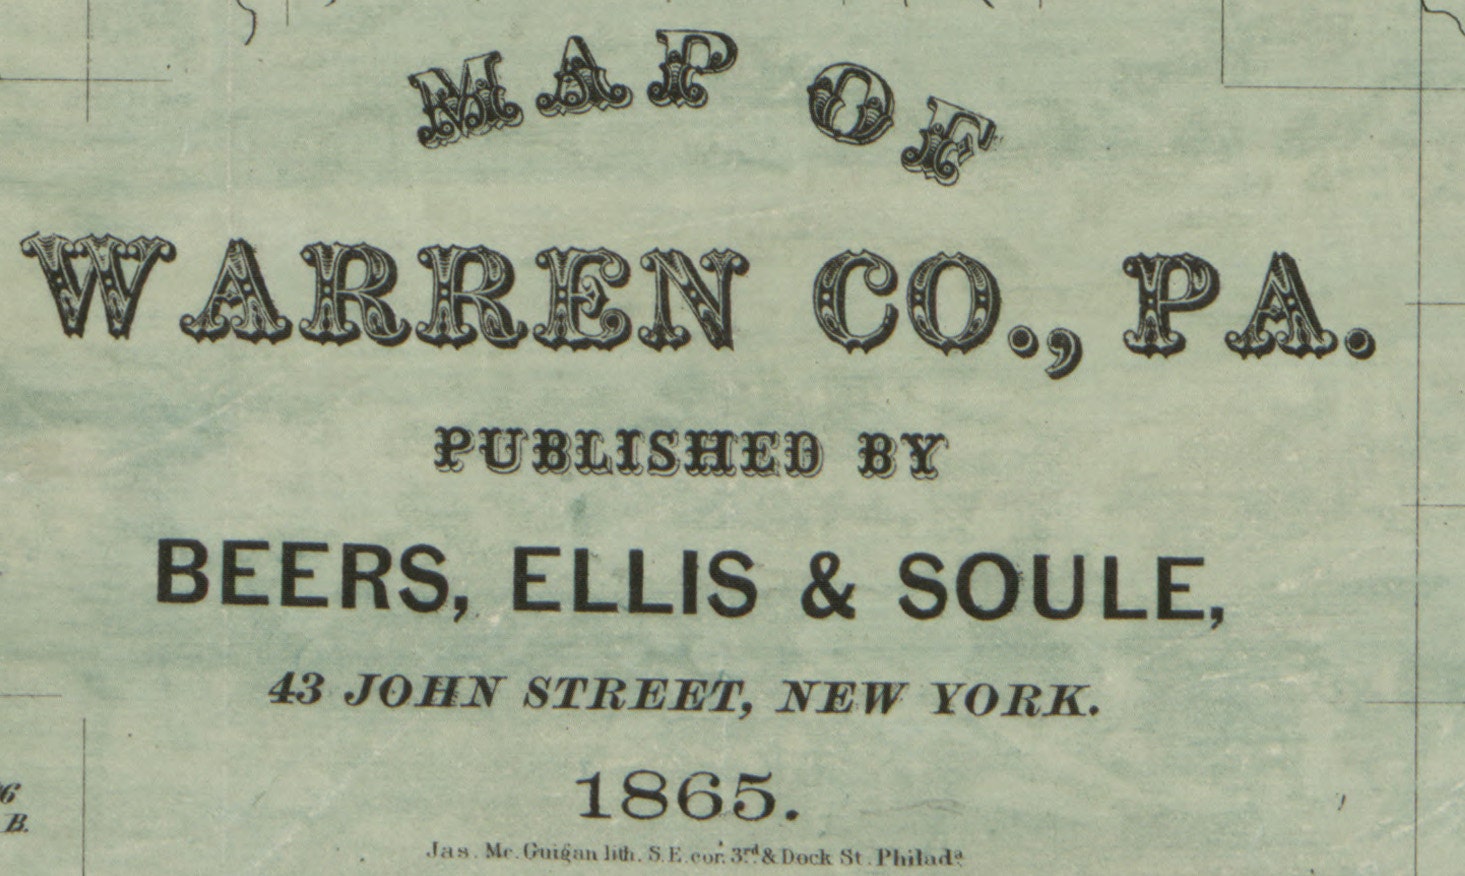 MAP OF
WARREN CO., PA.
PUBLISHED BY
BEERS, ELLIS & SOULE,
43 JOHN STREET, NEW YORK.
1865.
6
B.
Jas. Mc. Guigan lith. S.E. cor. 3rd. & Dock St. Philada.